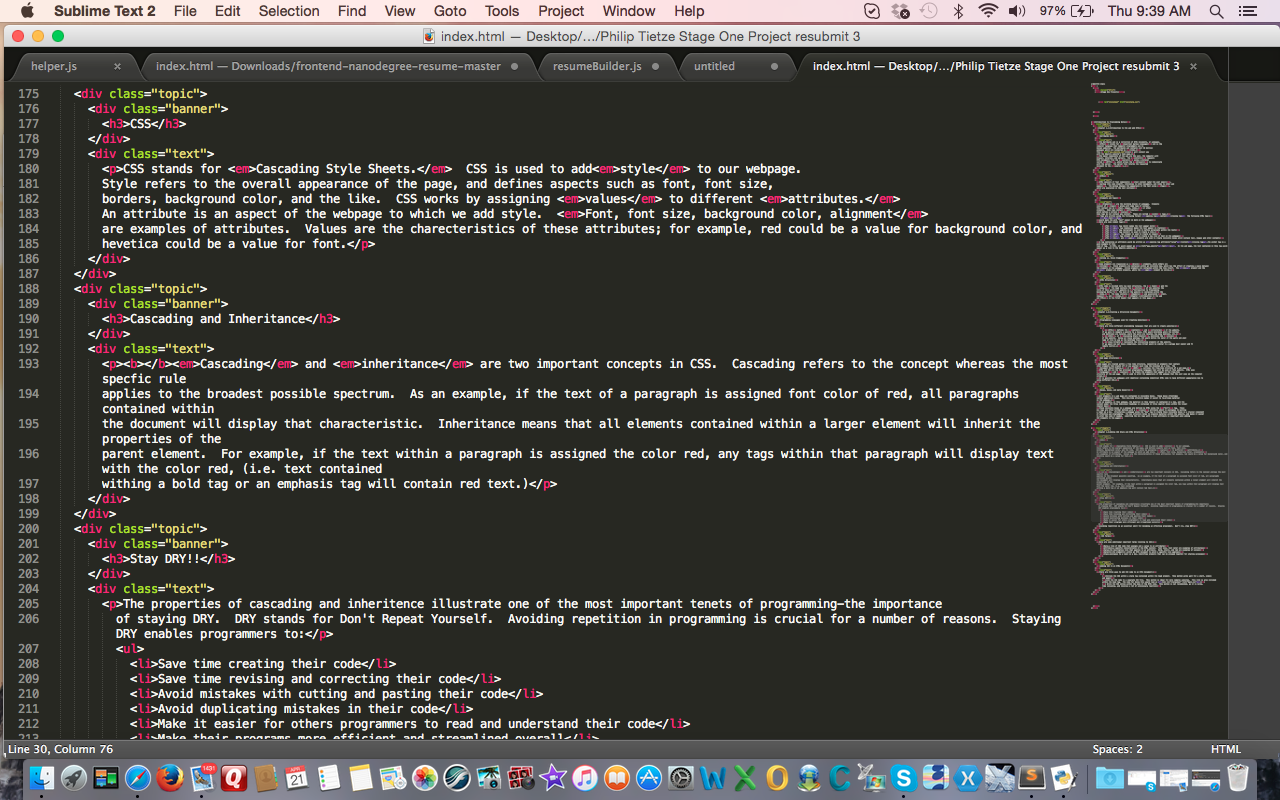 Sublime Text 2 File Edit Selection Find View Goto Tools Project Window Help 97% Thu 9:39 AM
index.html — Desktop/.../Philip Tietze Stage One Project resubmit 3
helper.js × index.html — Downloads/frontend-nanodegree-resume-master resumeBuilder.js untitled index.html — Desktop/.../Philip Tietze Stage One Project resubmit 3 ×
175 <div class="topic">
176 <div class="banner">
177 <h3>CSS</h3>
178 </div>
179 <div class="text">
180 <p>CSS stands for <em>Cascading Style Sheets.</em>  CSS is used to add<em>style</em> to our webpage.
181 Style refers to the overall appearance of the page, and defines aspects such as font, font size,
182 borders, background color, and the like.  CSS works by assigning <em>values</em> to different <em>attributes.</em>
183 An attribute is an aspect of the webpage to which we add style.  <em>Font, font size, background color, alignment</em>
184 are examples of attributes.  Values are the charecteristics of these attributes; for example, red could be a value for background color, and
185 hevetica could be a value for font.</p>
186 </div>
187 </div>
188 <div class="topic">
189 <div class="banner">
190 <h3>Cascading and Inheritance</h3>
191 </div>
192 <div class="text">
193 <p><b></b><em>Cascading</em> and <em>inheritance</em> are two important concepts in CSS.  Cascading refers to the concept whereas the most
specfic rule
194 applies to the broadest possible spectrum.  As an example, if the text of a paragraph is assigned font color of red, all paragraphs
contained within
195 the document will display that characteristic.  Inheritance means that all elements contained within a larger element will inherit the
properties of the
196 parent element.  For example, if the text within a paragraph is assigned the color red, any tags within that paragraph will display text
with the color red, (i.e. text contained
197 withing a bold tag or an emphasis tag will contain red text.)</p>
198 </div>
199 </div>
200 <div class="topic">
201 <div class="banner">
202 <h3>Stay DRY!!</h3>
203 </div>
204 <div class="text">
205 <p>The properties of cascading and inheritence illustrate one of the most important tenets of programming—the importance
206 of staying DRY.  DRY stands for Don't Repeat Yourself.  Avoiding repetition in programming is crucial for a number of reasons.  Staying
DRY enables programmers to:</p>
207 <ul>
208 <li>Save time creating their code</li>
209 <li>Save time revising and correcting their code</li>
210 <li>Avoid mistakes with cutting and pasting their code</li>
211 <li>Avoid duplicating mistakes in their code</li>
212 <li>Make it easier for others programmers to read and understand their code</li>
213 <li>Make their programs more efficient and streamlined overall</li>
Line 30, Column 76 Spaces: 2 HTML
APR 21